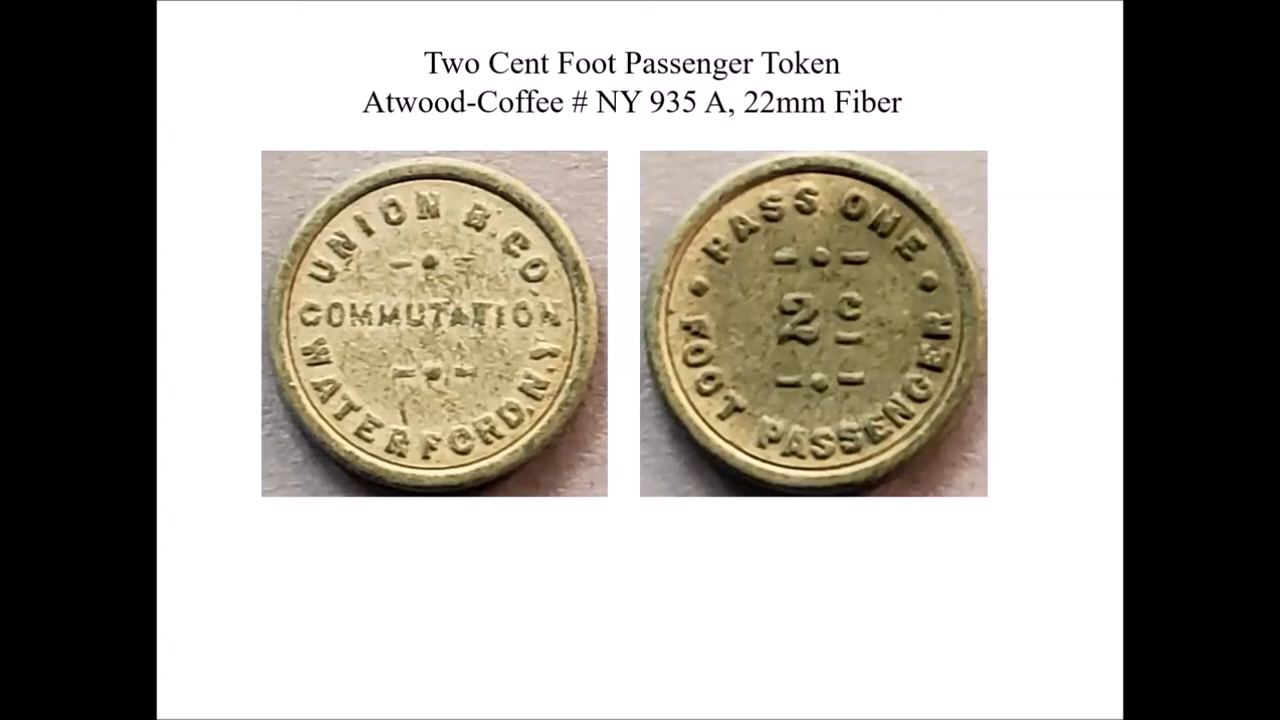 Two Cent Foot Passenger Token
Atwood-Coffee # NY 935 A, 22mm Fiber
UNION B. CO.
COMMUTATION
WATERFORD, N.Y.
PASS ONE
2 C
FOOT PASSENGER